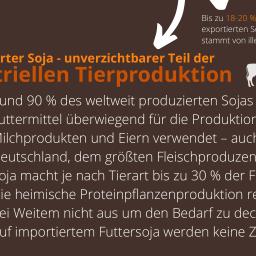 Bis zu 18-20 %
exportierten S
stammt von ille
rter Soja - unverzichtbarer Teil der
triellen Tierproduktion
und 90 % des weltweit produzierten Sojas
uttermittel überwiegend für die Produktion
Milchprodukten und Eiern verwendet – auch
eutschland, dem größten Fleischproduzen
oja macht je nach Tierart bis zu 30 % der F
ie heimische Proteinpflanzenproduktion re
ei Weitem nicht aus um den Bedarf zu dec
uf importiertem Futtersoja werden keine Z